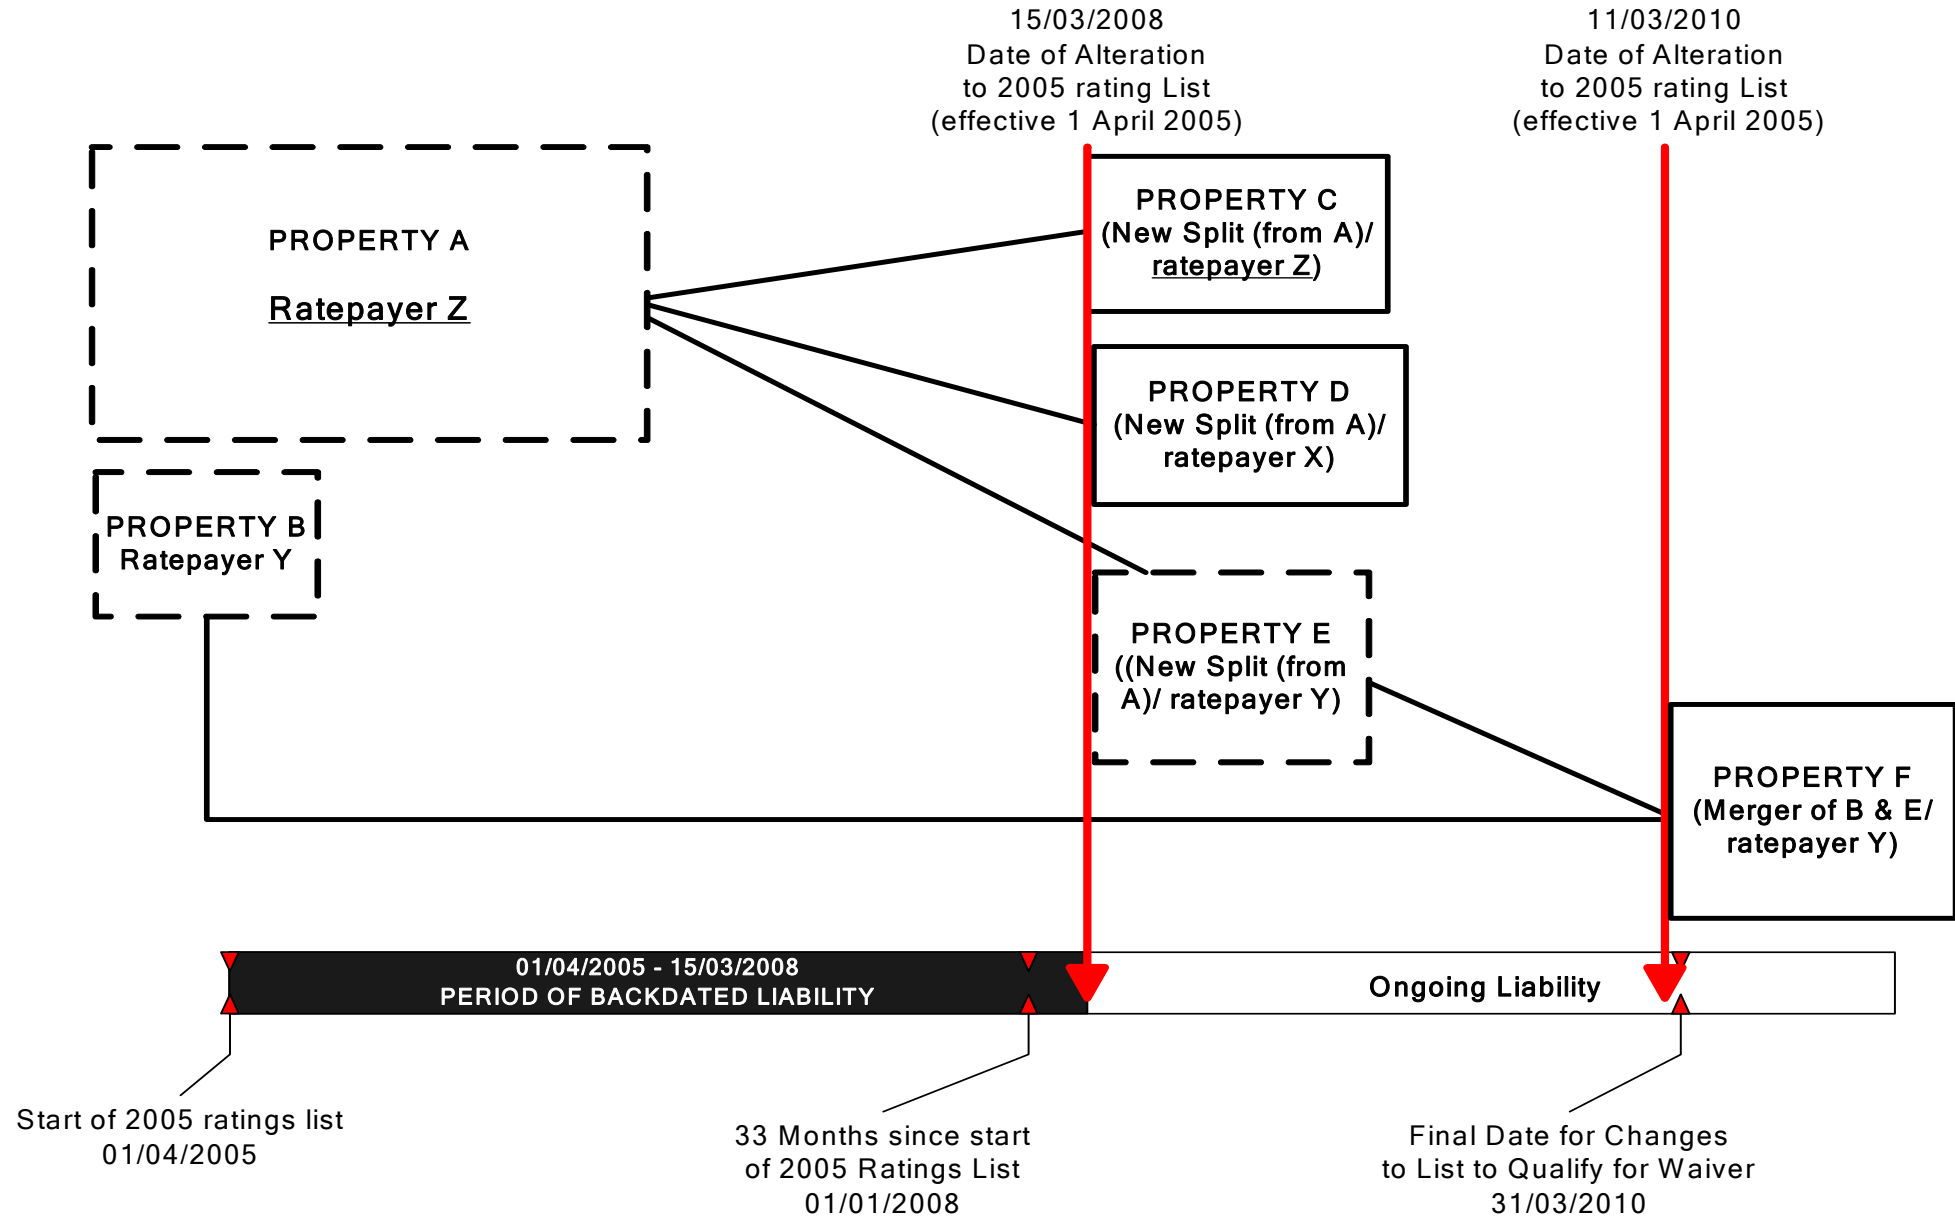 15/03/2008
Date of Alteration
to 2005 rating List
(effective 1 April 2005)
11/03/2010
Date of Alteration
to 2005 rating List
(effective 1 April 2005)
PROPERTY A
Ratepayer Z
PROPERTY B
Ratepayer Y
PROPERTY C
(New Split (from A)/
ratepayer Z)
PROPERTY D
(New Split (from A)/
ratepayer X)
PROPERTY E
((New Split (from
A)/ ratepayer Y)
PROPERTY F
(Merger of B & E/
ratepayer Y)
01/04/2005 - 15/03/2008
PERIOD OF BACKDATED LIABILITY
Ongoing Liability
Start of 2005 ratings list
01/04/2005
33 Months since start
of 2005 Ratings List
01/01/2008
Final Date for Changes
to List to Qualify for Waiver
31/03/2010